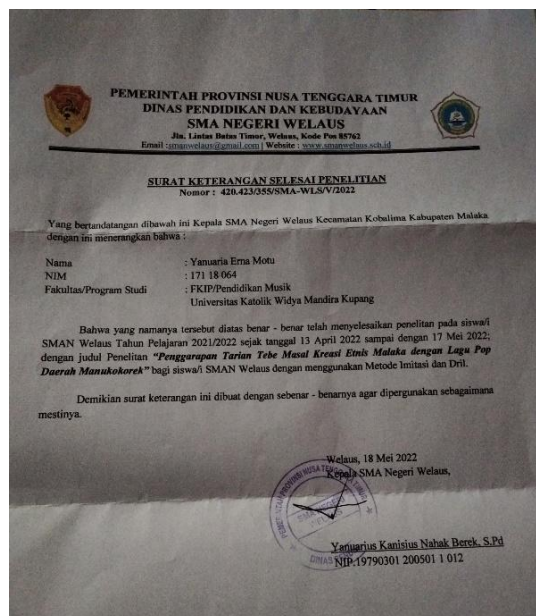 PEMERINTAH PROVINSI NUSA TENGGARA TIMUR
DINAS PENDIDIKAN DAN KEBUDAYAAN
SMA NEGERI WELAUS
Jln. Lintas Batas Timor, Welaus, Kode Pos 85762
Email :smanwelaus@gmail.com | Website : www.smanwelaus.sch.id
SURAT KETERANGAN SELESAI PENELITIAN
Nomor : 420.423/355/SMA-WLS/V/2022
Yang bertandatangan dibawah ini Kepala SMA Negeri Welaus Kecamatan Kobalima Kabupaten Malaka
dengan ini menerangkan bahwa :
Nama : Yanuaria Erna Motu
NIM : 171 18 064
Fakultas/Program Studi : FKIP/Pendidikan Musik
Universitas Katolik Widya Mandira Kupang
Bahwa yang namanya tersebut diatas benar - benar telah menyelesaikan penelitian pada siswa/i
SMAN Welaus Tahun Pelajaran 2021/2022 sejak tanggal 13 April 2022 sampai dengan 17 Mei 2022;
dengan judul Penelitian "Penggarapan Tarian Tebe Masal Kreasi Etnis Malaka dengan Lagu Pop
Daerah Manukokorek" bagi siswa/i SMAN Welaus dengan menggunakan Metode Imitasi dan Dril.
Demikian surat keterangan ini dibuat dengan sebenar - benarnya agar dipergunakan sebagaimana
mestinya.
Welaus, 18 Mei 2022
Kepala SMA Negeri Welaus,
Yanuarius Kanisius Nahak Berek, S.Pd
NIP.19790301 200501 1 012